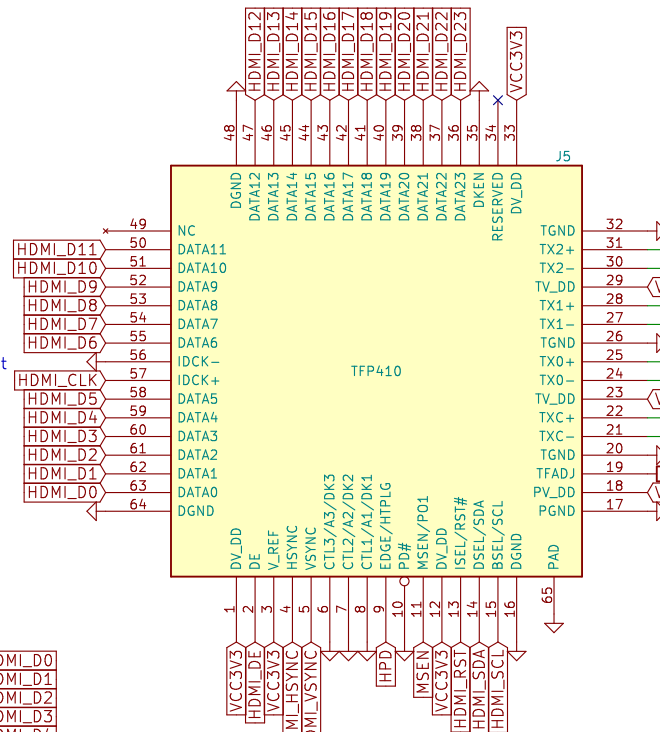 HDMI_D12
HDMI_D13
HDMI_D14
HDMI_D15
HDMI_D16
HDMI_D17
HDMI_D18
HDMI_D19
HDMI_D20
HDMI_D21
HDMI_D22
HDMI_D23
VCC3V3
48
47
46
45
44
43
42
41
40
39
38
37
36
35
34
33
J5
DGND
DATA12
DATA13
DATA14
DATA15
DATA16
DATA17
DATA18
DATA19
DATA20
DATA21
DATA22
DATA23
DKEN
RESERVED
DV_DD
49 NC
HDMI_D11 50 DATA11
HDMI_D10 51 DATA10
HDMI_D9 52 DATA9
HDMI_D8 53 DATA8
HDMI_D7 54 DATA7
HDMI_D6 55 DATA6
t 56 IDCK-
HDMI_CLK 57 IDCK+
HDMI_D5 58 DATA5
HDMI_D4 59 DATA4
HDMI_D3 60 DATA3
HDMI_D2 61 DATA2
HDMI_D1 62 DATA1
HDMI_D0 63 DATA0
64 DGND
TFP410
TGND 32
TX2+ 31
TX2- 30
TV_DD 29
TX1+ 28
TX1- 27
TGND 26
TX0+ 25
TX0- 24
TV_DD 23
TXC+ 22
TXC- 21
TGND 20
TFADJ 19
PV_DD 18
PGND 17
DV_DD
DE
V_REF
HSYNC
VSYNC
CTL3/A3/DK3
CTL2/A2/DK2
CTL1/A1/DK1
EDGE/HTPLG
PD#
MSEN/PO1
DV_DD
ISEL/RST#
DSEL/SDA
BSEL/SCL
DGND
PAD
1
2
3
4
5
6
7
8
9
10
11
12
13
14
15
16
65
VCC3V3
HDMI_DE
VCC3V3
MI_HSYNC
MI_VSYNC
HPD
MSEN
VCC3V3
HDMI_RST
HDMI_SDA
HDMI_SCL
DMI_D0
DMI_D1
DMI_D2
DMI_D3